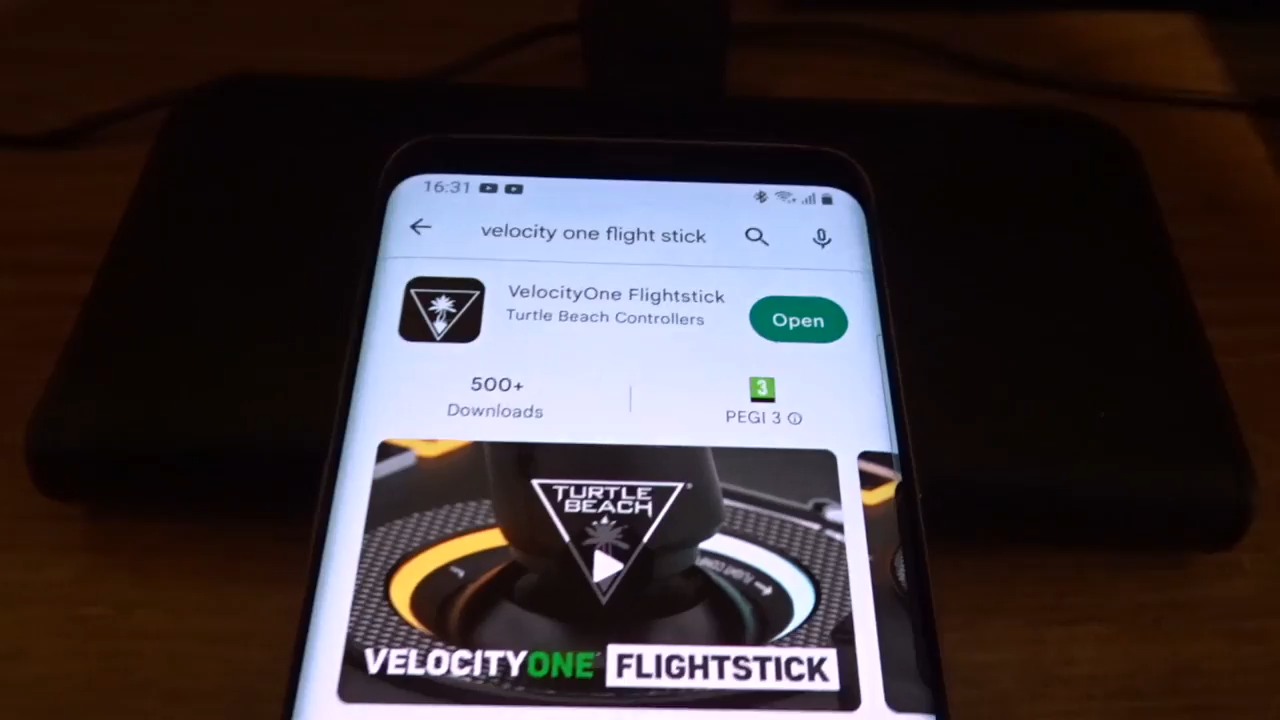 16:31
velocity one flight stick
VelocityOne Flightstick
Turtle Beach Controllers
Open
500+
Downloads
3
PEGI 3
TURTLE
BEACH
VELOCITYONE FLIGHTSTICK